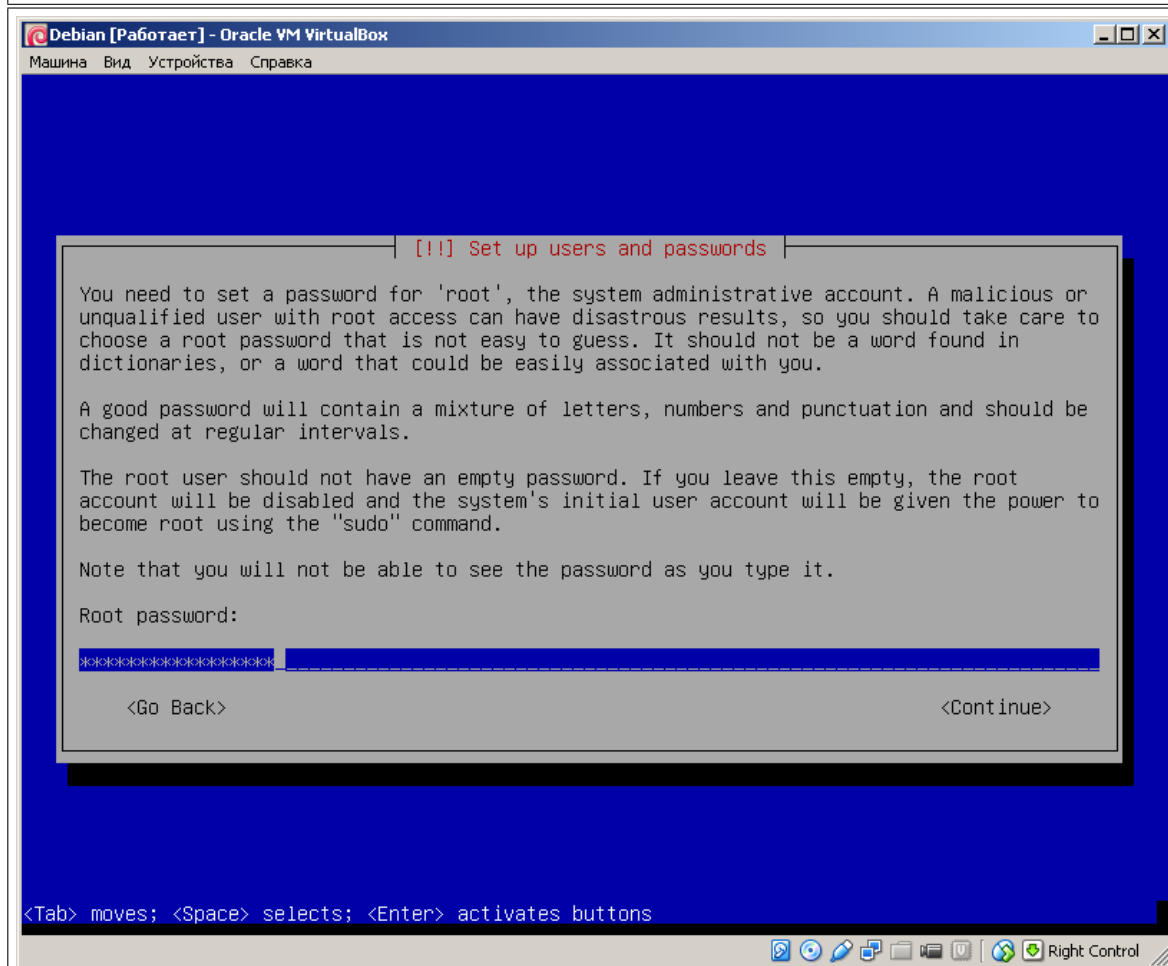 Debian [Работает] - Oracle VM VirtualBox
Машина Вид Устройства Справка
[!!] Set up users and passwords
You need to set a password for 'root', the system administrative account. A malicious or
unqualified user with root access can have disastrous results, so you should take care to
choose a root password that is not easy to guess. It should not be a word found in
dictionaries, or a word that could be easily associated with you.
A good password will contain a mixture of letters, numbers and punctuation and should be
changed at regular intervals.
The root user should not have an empty password. If you leave this empty, the root
account will be disabled and the system's initial user account will be given the power to
become root using the "sudo" command.
Note that you will not be able to see the password as you type it.
Root password:
*****************
<Go Back> <Continue>
<Tab> moves; <Space> selects; <Enter> activates buttons
Right Control